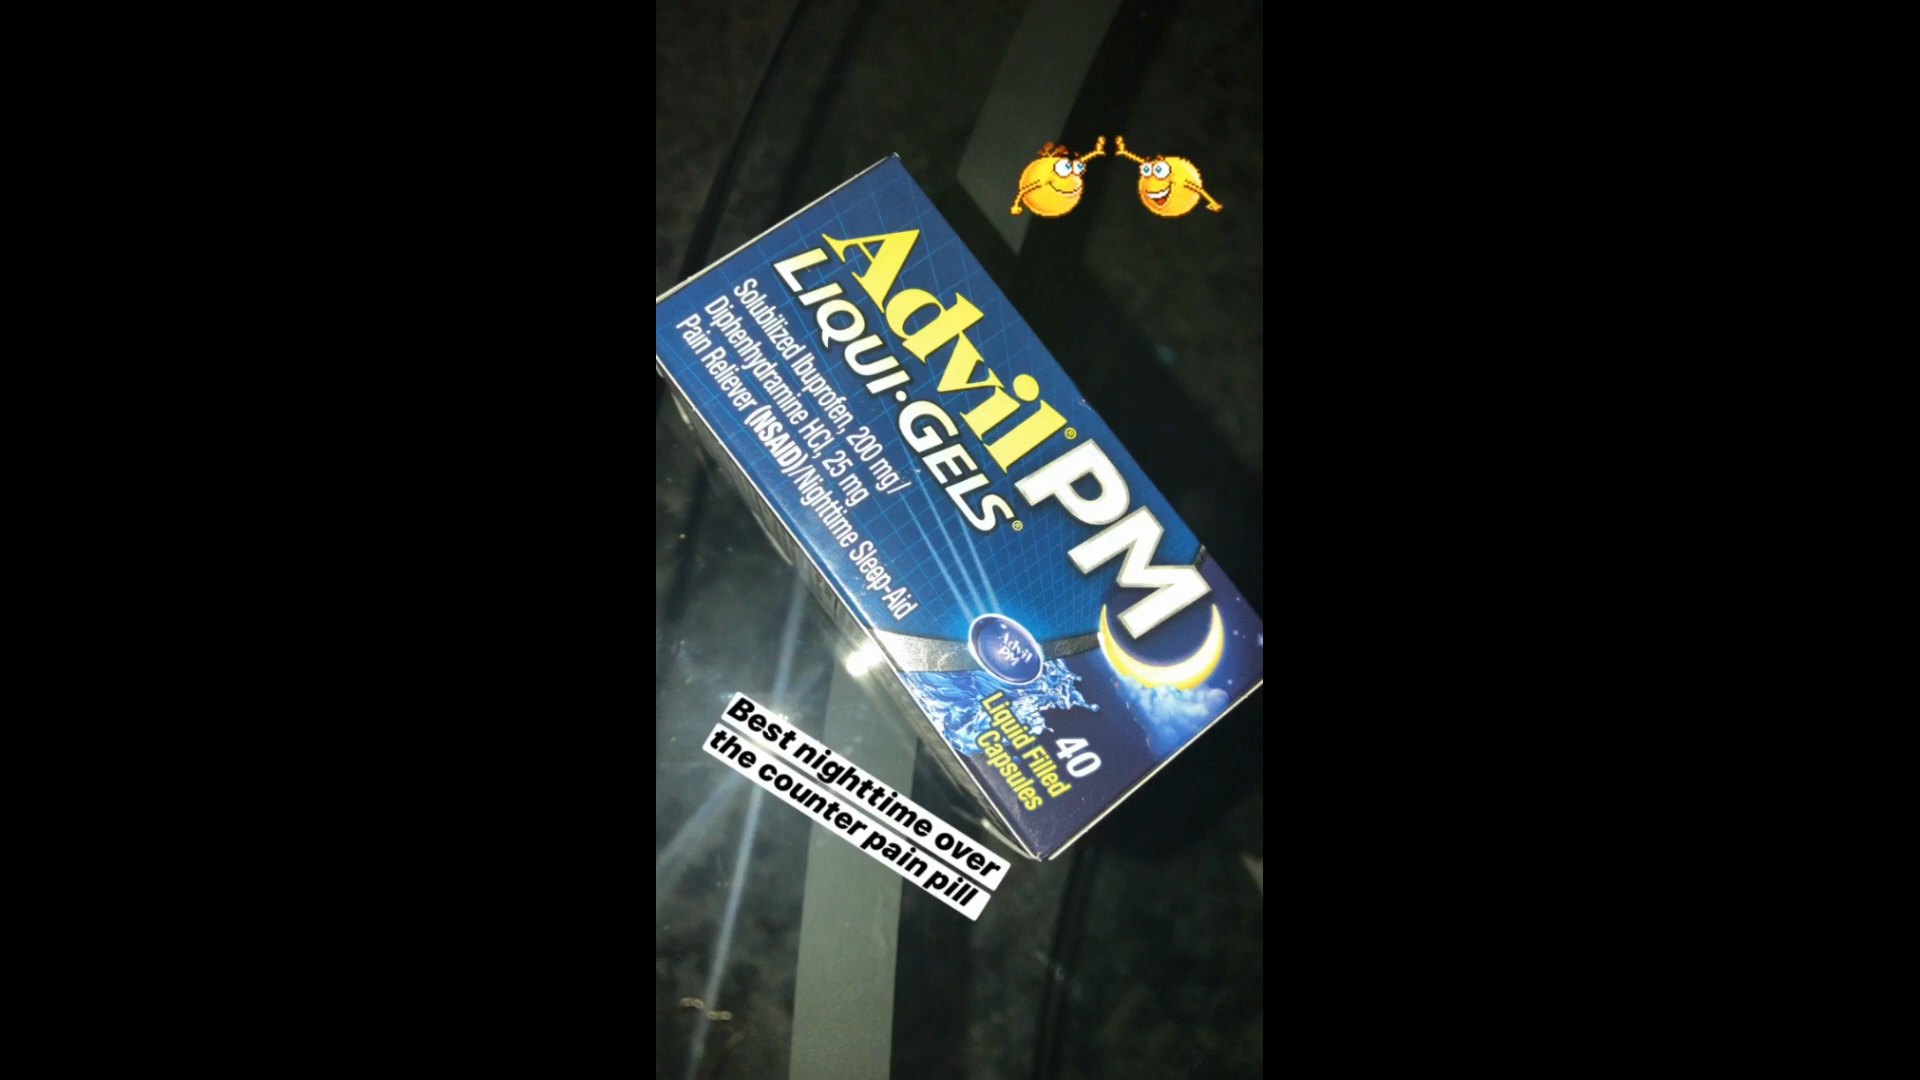 Advil® PM
LIQUI·GELS®
Solubilized Ibuprofen, 200 mg/
Diphenhydramine HCl, 25 mg
Pain Reliever (NSAID)/Nighttime Sleep-Aid
Advil
PM
40
Liquid Filled
Capsules
Best nighttime over
the counter pain pill